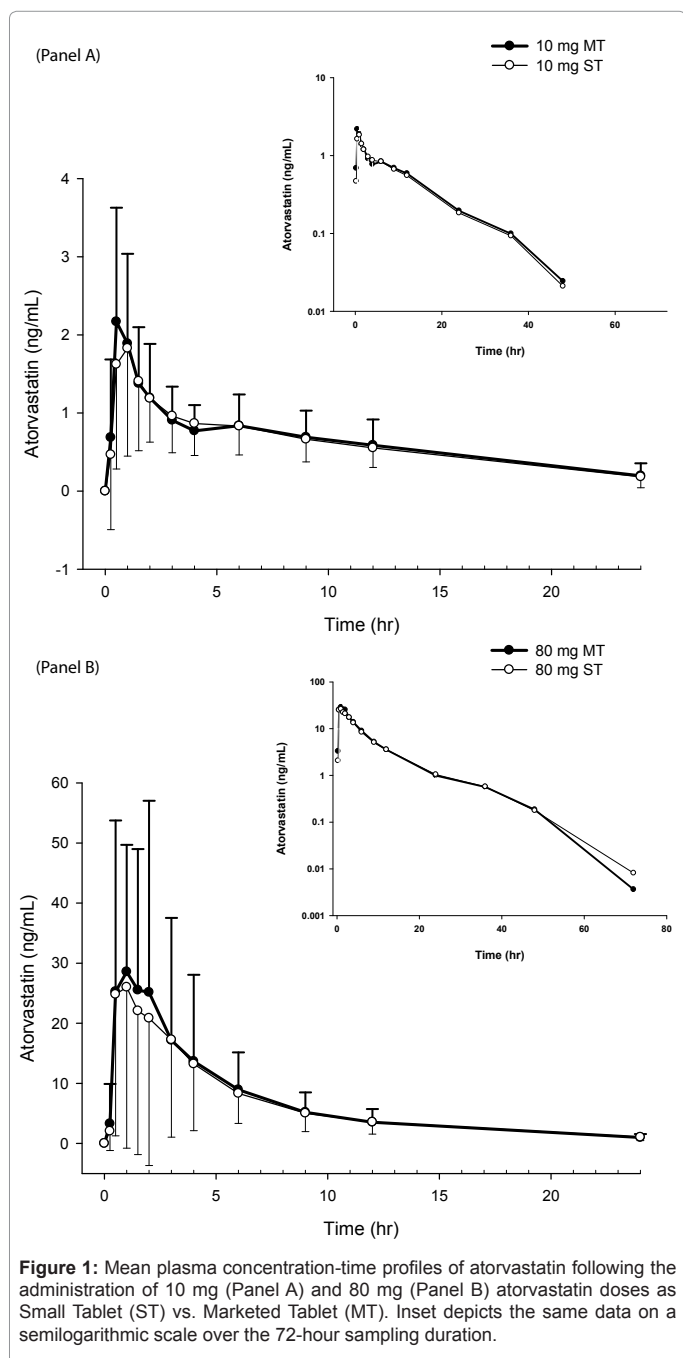 (Panel A)
10 mg MT
10 mg ST
10
1
0.1
0.01
Atorvastatin (ng/mL)
0
20
40
60
Time (hr)
4
3
2
1
0
-1
Atorvastatin (ng/mL)
0
5
10
15
20
Time (hr)
(Panel B)
80 mg MT
80 mg ST
100
10
1
0.1
0.01
0.001
Atorvastatin (ng/mL)
0
20
40
60
80
Time (hr)
60
50
40
30
20
10
0
Atorvastatin (ng/mL)
0
5
10
15
20
Time (hr)
Figure 1: Mean plasma concentration-time profiles of atorvastatin following the
administration of 10 mg (Panel A) and 80 mg (Panel B) atorvastatin doses as
Small Tablet (ST) vs. Marketed Tablet (MT). Inset depicts the same data on a
semilogarithmic scale over the 72-hour sampling duration.